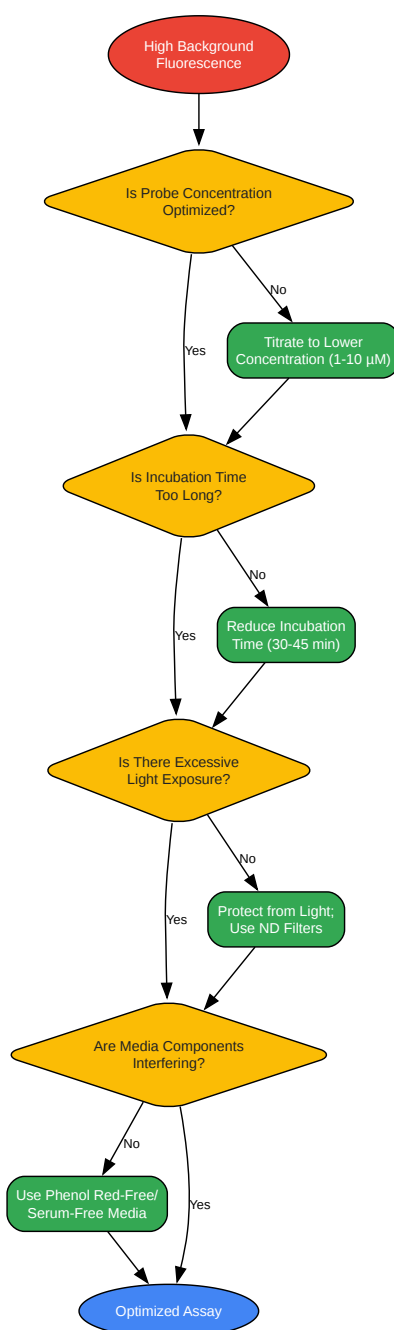 High Background
Fluorescence
Is Probe Concentration
Optimized?
No
Yes
Titrate to Lower
Concentration (1-10 µM)
Is Incubation Time
Too Long?
No
Yes
Reduce Incubation
Time (30-45 min)
Is There Excessive
Light Exposure?
No
Yes
Protect from Light;
Use ND Filters
Are Media Components
Interfering?
No
Yes
Use Phenol Red-Free/
Serum-Free Media
Optimized Assay